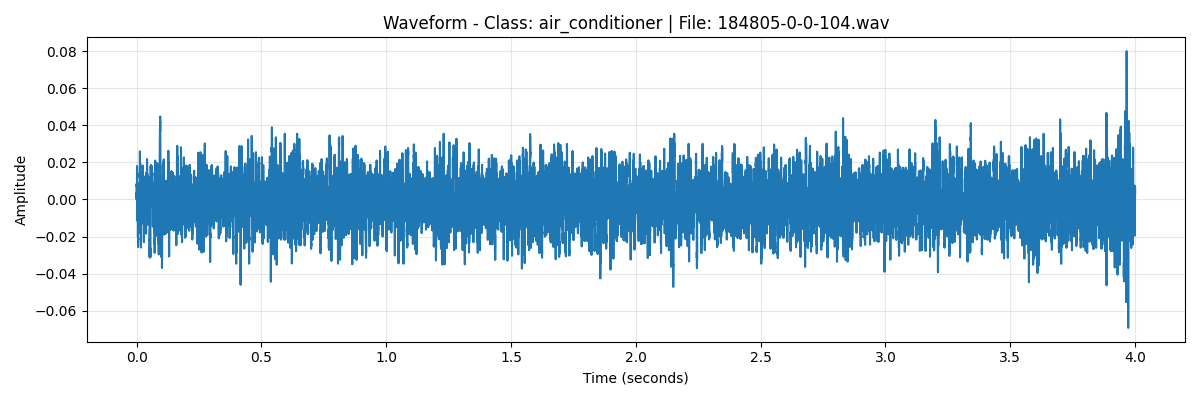 Waveform - Class: air_conditioner | File: 184805-0-0-104.wav
0.08
0.06
0.04
0.02
0.00
−0.02
−0.04
−0.06
Amplitude
0.0 0.5 1.0 1.5 2.0 2.5 3.0 3.5 4.0
Time (seconds)